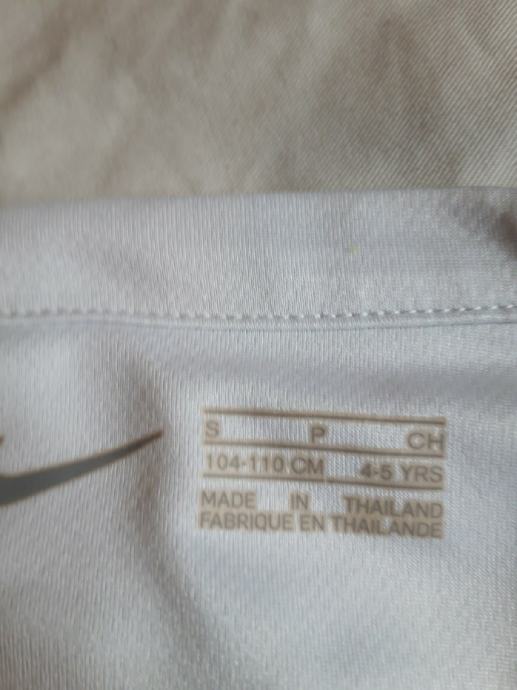 S P CH
104-110 CM 4-5 YRS
MADE IN THAILAND
FABRIQUE EN THAILANDE